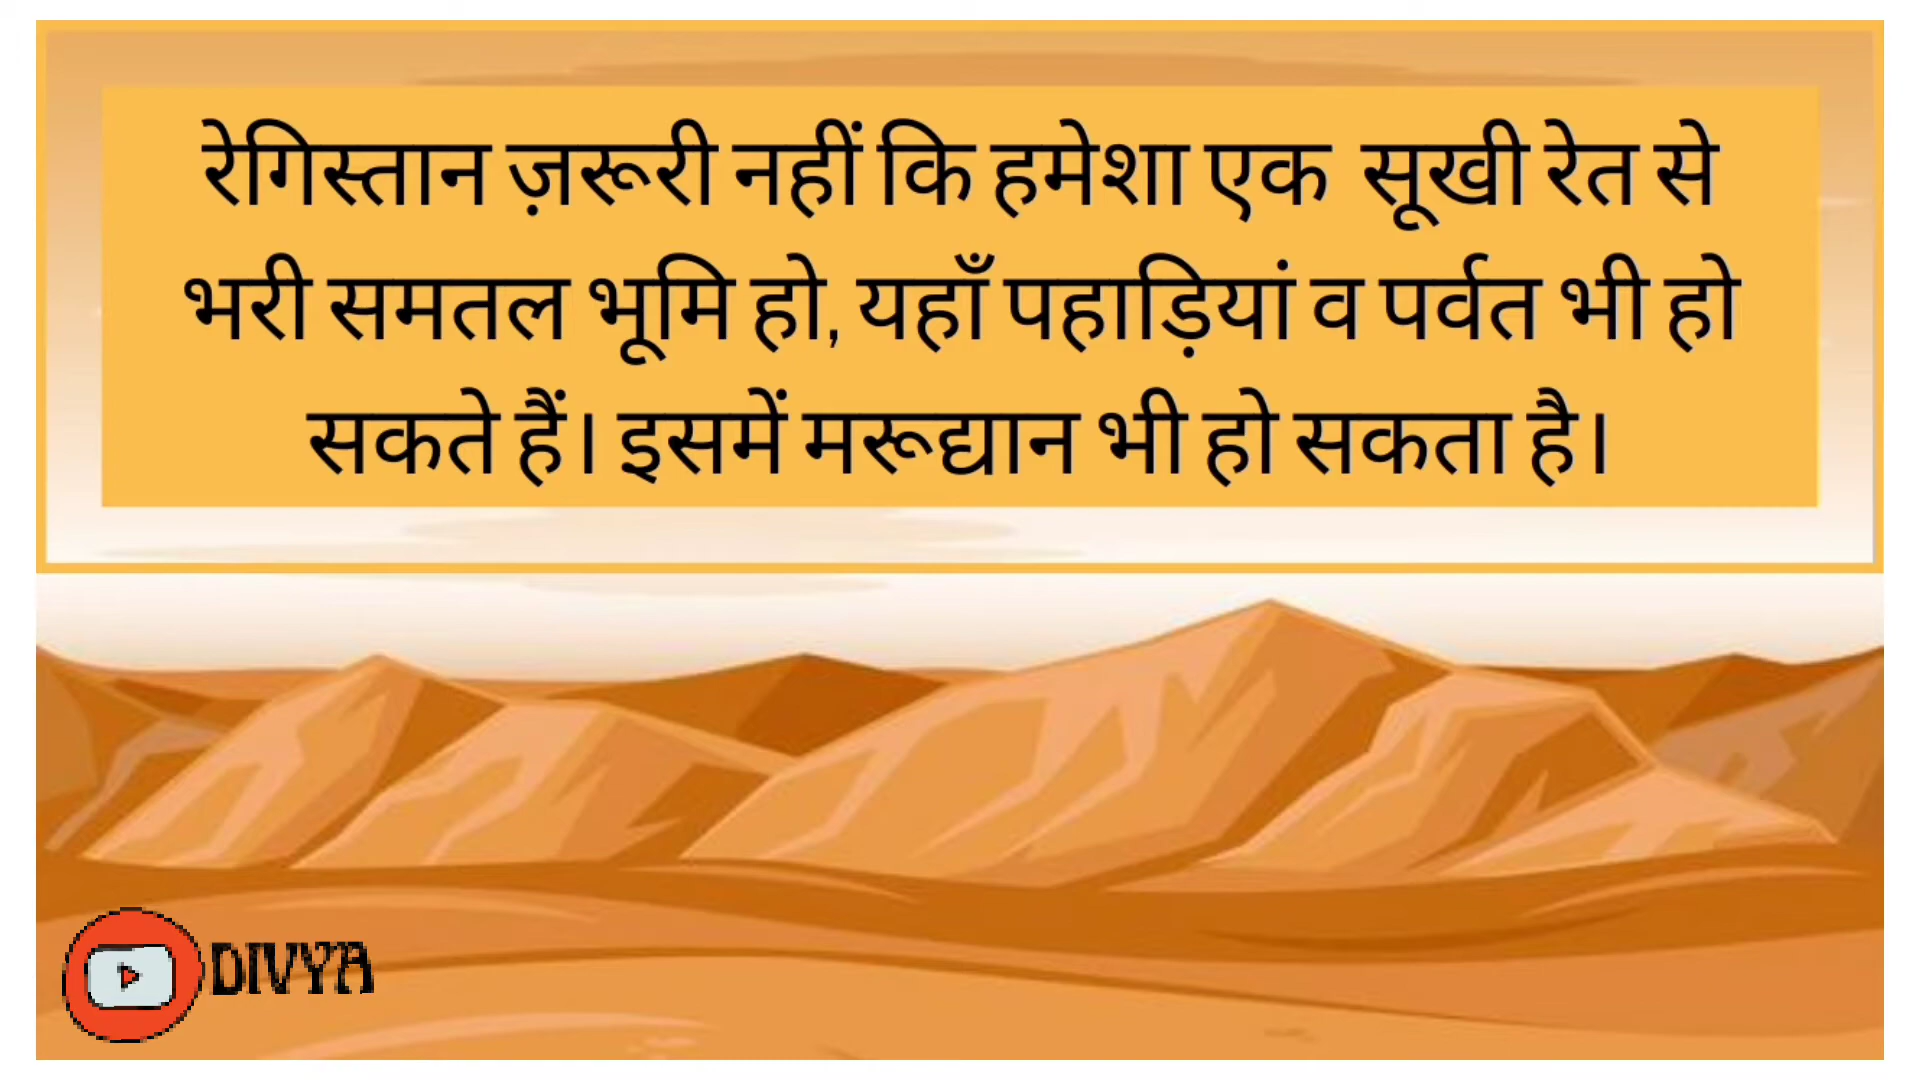 रेगिस्तान ज़रूरी नहीं कि हमेशा एक सूखी रेत से
भरी समतल भूमि हो, यहाँ पहाड़ियां व पर्वत भी हो
सकते हैं। इसमें मरूद्यान भी हो सकता है।
DIVYA